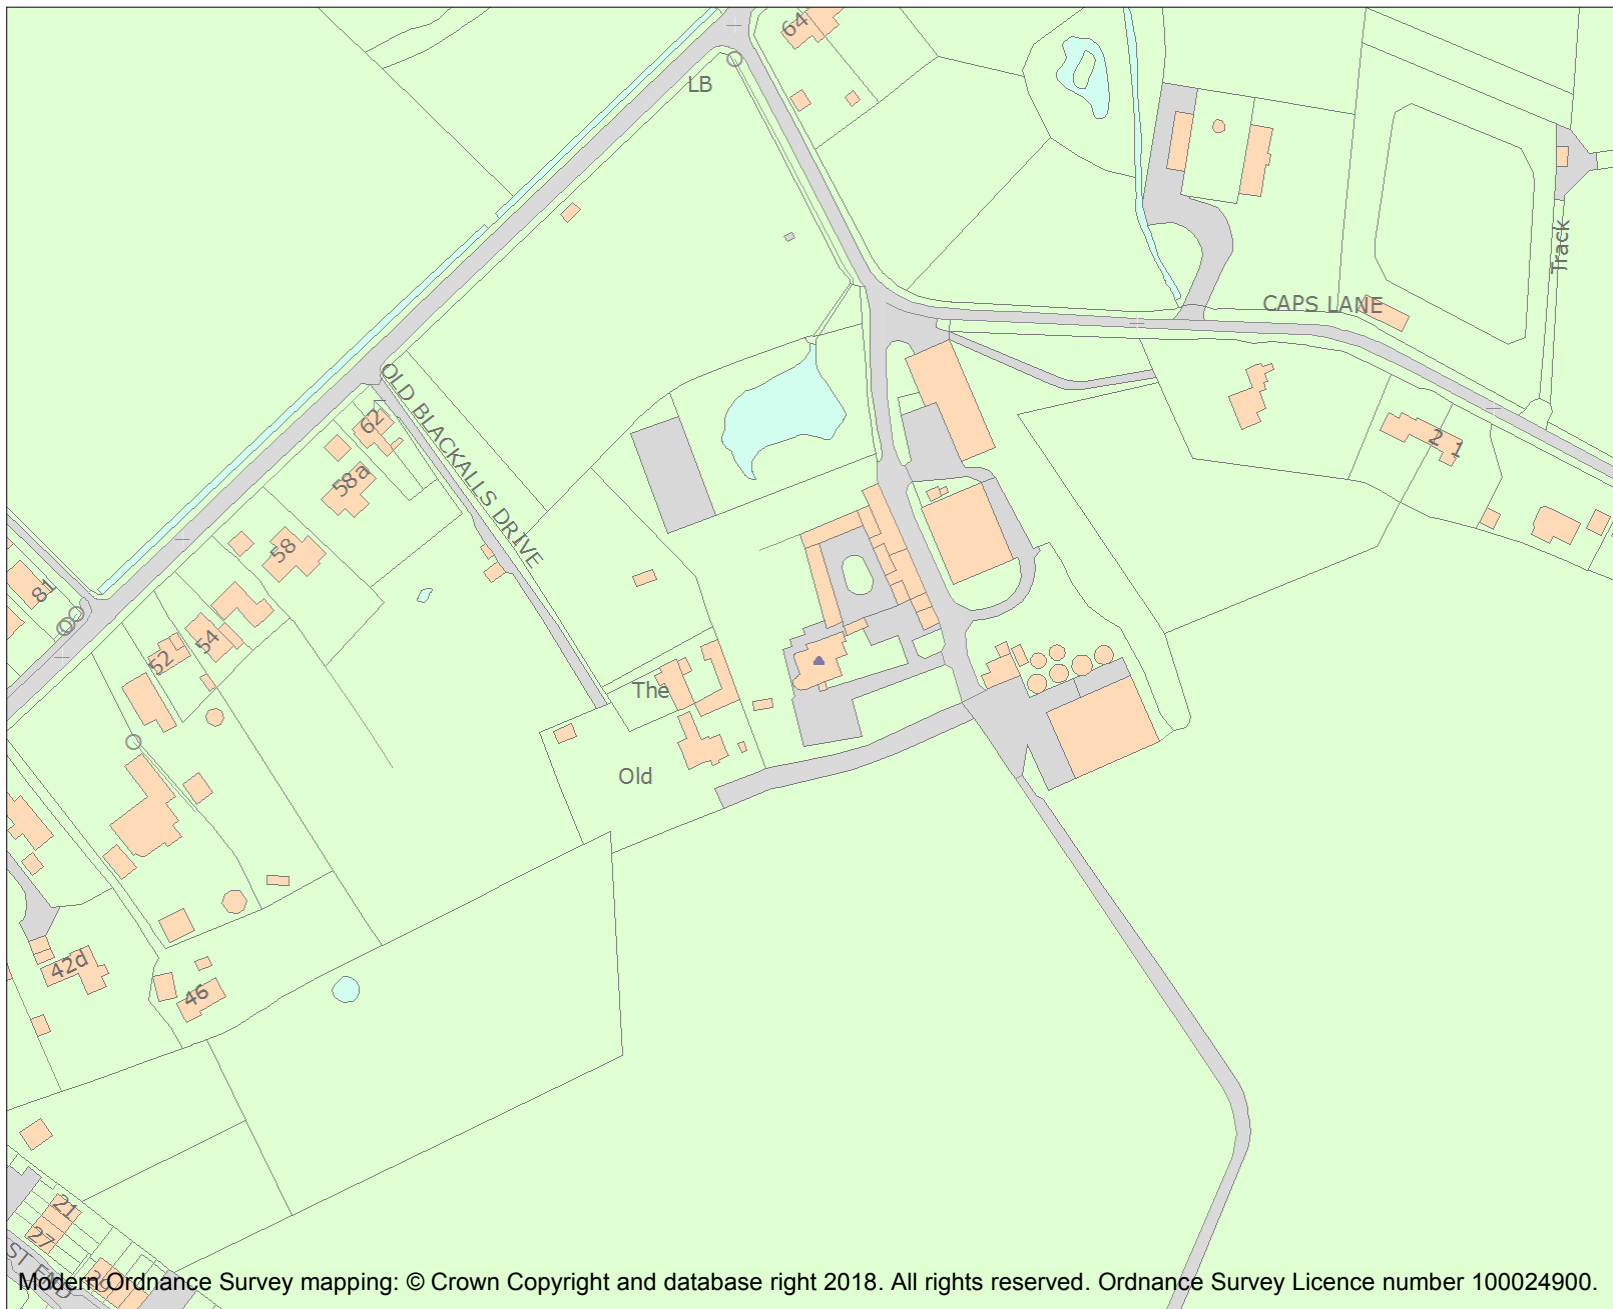 64
LB
CAPS LANE
Track
OLD BLACKALLS DRIVE
62
58a
2 1
58
81
54
52
The
Old
42d
46
21
27
ST END
Modern Ordnance Survey mapping: © Crown Copyright and database right 2018. All rights reserved. Ordnance Survey Licence number 100024900.